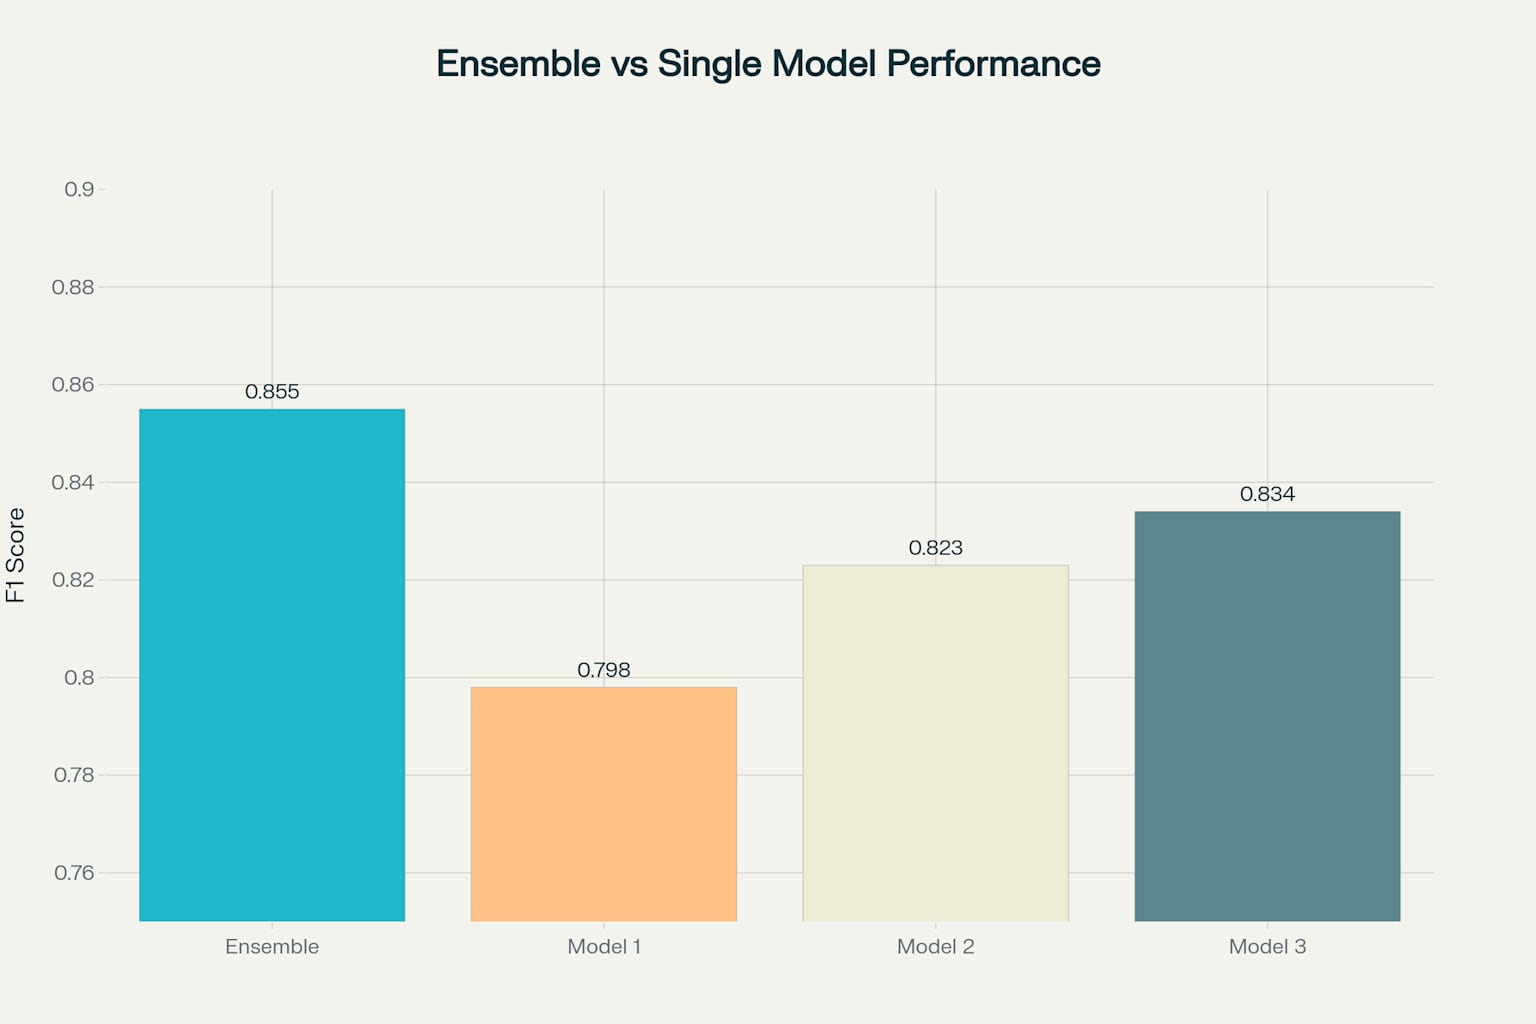 Ensemble vs Single Model Performance
0.9
0.88
0.86
0.84
0.82
0.8
0.78
0.76
F1 Score
0.855
0.798
0.823
0.834
Ensemble
Model 1
Model 2
Model 3